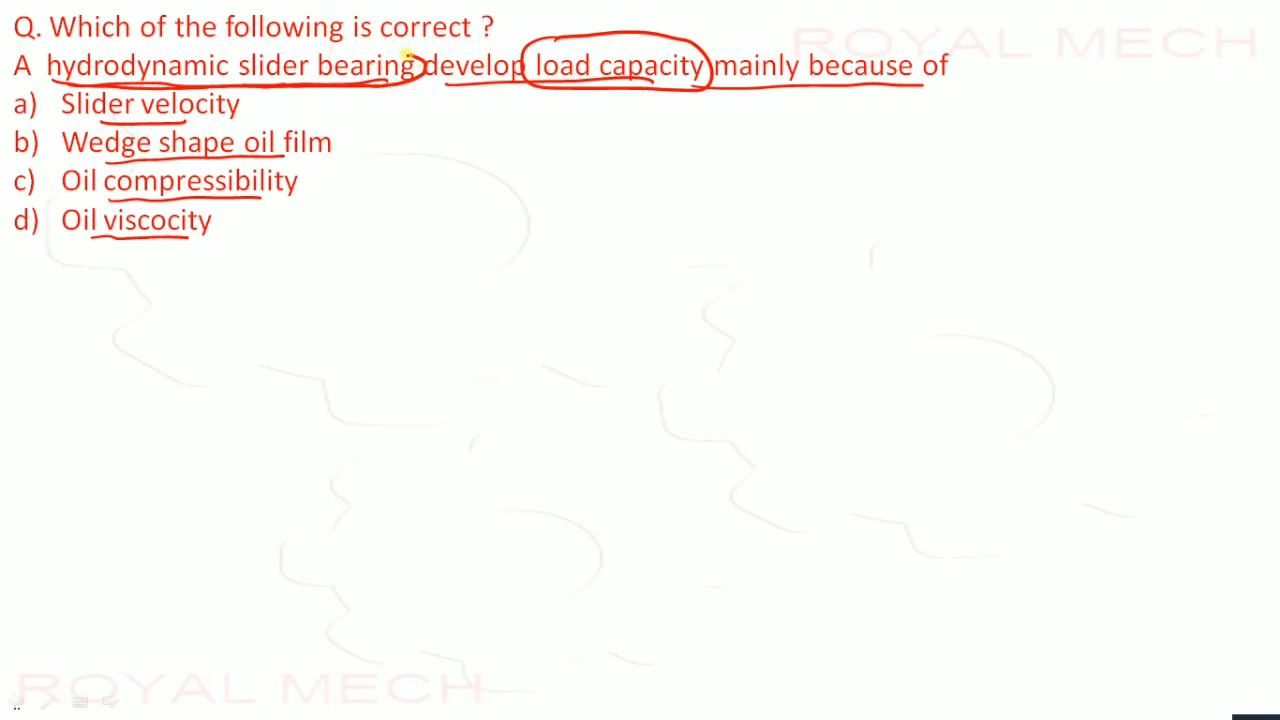 Q. Which of the following is correct ?
ROYAL MECH
A hydrodynamic slider bearing develop load capacity mainly because of
a) Slider velocity
b) Wedge shape oil film
c) Oil compressibility
d) Oil viscocity
ROYAL MECH